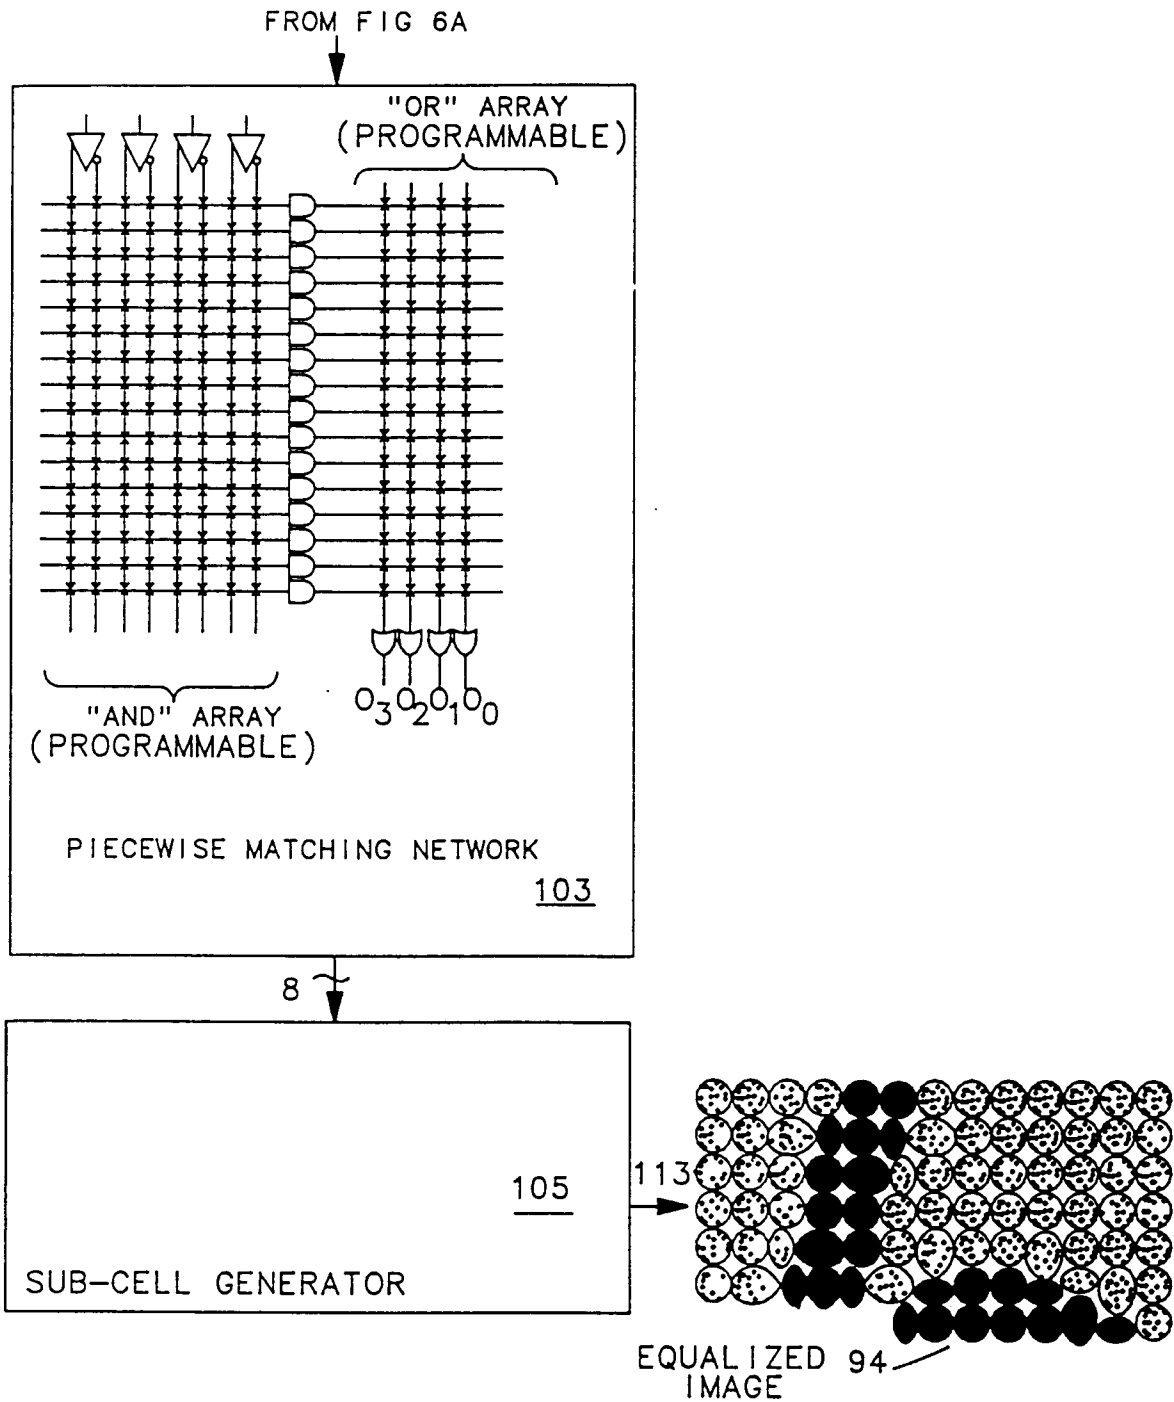 FROM FIG 6A
"OR" ARRAY
(PROGRAMMABLE)
O3 O2 O1 O0
"AND" ARRAY
(PROGRAMMABLE)
PIECEWISE MATCHING NETWORK
103
8
105
113
SUB-CELL GENERATOR
EQUALIZED 94
IMAGE